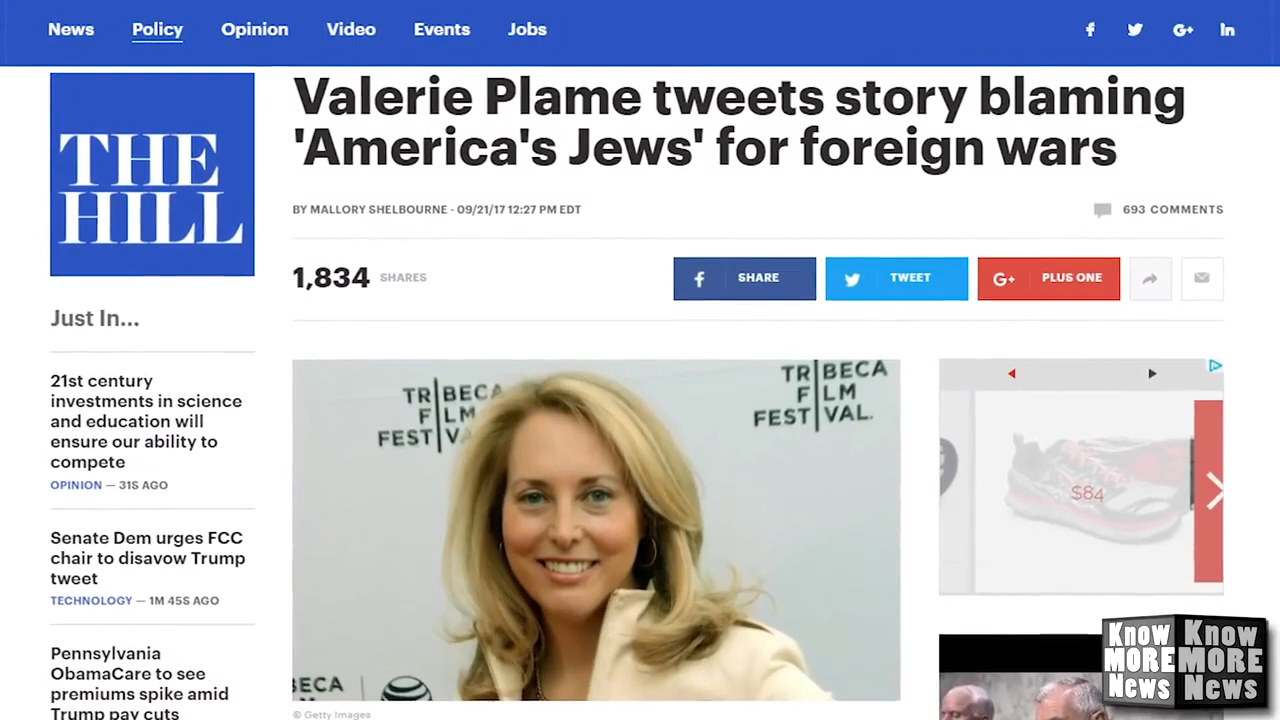 News Policy Opinion Video Events Jobs
THE
HILL
Valerie Plame tweets story blaming
'America's Jews' for foreign wars
BY MALLORY SHELBOURNE - 09/21/17 12:27 PM EDT
693 COMMENTS
1,834 SHARES
SHARE
TWEET
G+ PLUS ONE
Just In...
21st century
investments in science
and education will
ensure our ability to
compete
OPINION — 31S AGO
Senate Dem urges FCC
chair to disavow Trump
tweet
TECHNOLOGY — 1M 45S AGO
Pennsylvania
ObamaCare to see
premiums spike amid
Trump pay cuts
TRIBECA
FILM
FESTIVAL
TRIBECA
FILM
FESTIVAL.
BECA
© Getty Images
$84
KNOW
MORE
NEWS
KNOW
MORE
NEWS